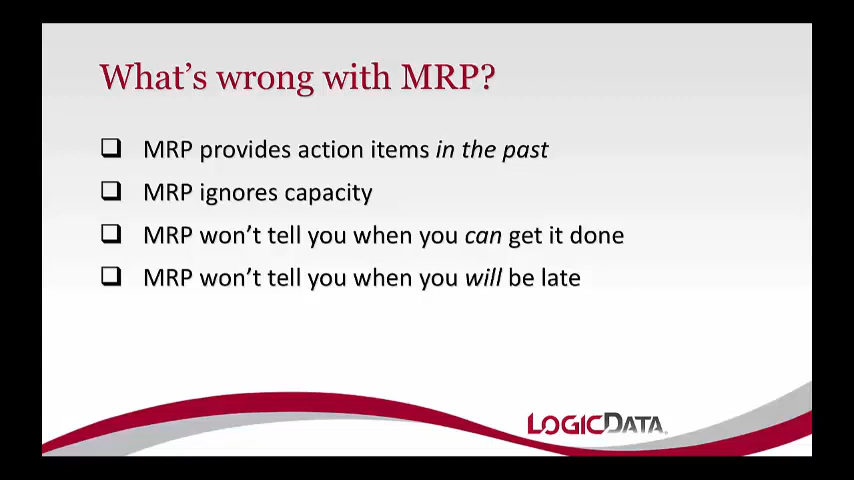 What's wrong with MRP?
MRP provides action items in the past
MRP ignores capacity
MRP won't tell you when you can get it done
MRP won't tell you when you will be late
LOGICDATA